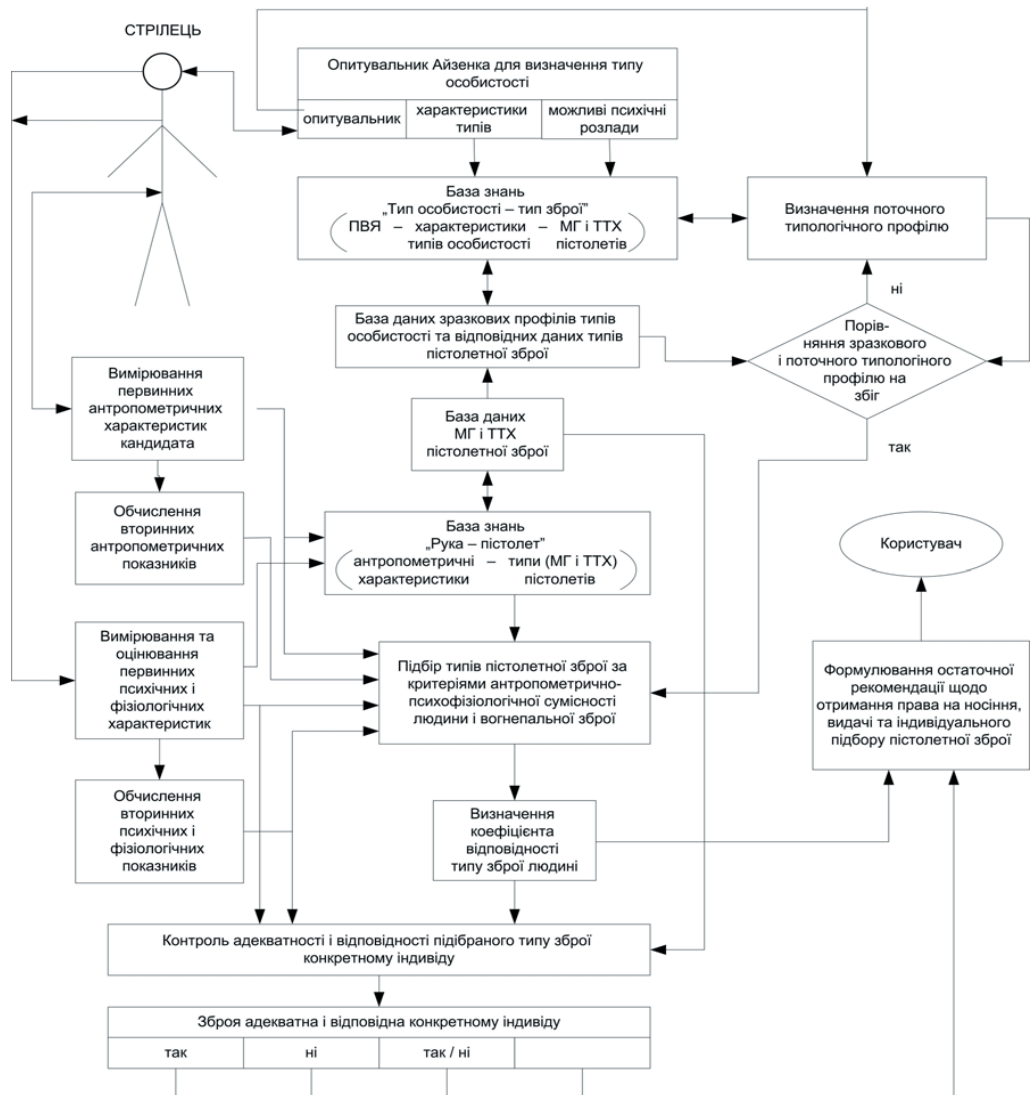 СТРІЛЕЦЬ
Опитувальник Айзенка для визначення типу
особистості
опитувальник
характеристики
типів
можливі психічні
розлади
База знань
„Тип особистості – тип зброї”
ПВЯ – характеристики – МГ і ТТХ
типів особистості пістолетів
Визначення поточного
типологічного профілю
ні
База даних зразкових профілів типів
особистості та відповідних даних типів
пістолетної зброї
Порів-
няння зразкового
і поточного типологіного
профілю на
збіг
так
Вимірювання
первинних
антропометричних
характеристик
кандидата
База даних
МГ і ТТХ
пістолетної зброї
Обчислення
вторинних
антропометричних
показників
База знань
„Рука – пістолет”
антропометричні – типи (МГ і ТТХ)
характеристики пістолетів
Користувач
Вимірювання та
оцінювання
первинних
психічних і
фізіологічних
характеристик
Підбір типів пістолетної зброї за
критеріями антропометрично-
психофізіологічної сумісності
людини і вогнепальної зброї
Формулювання остаточної
рекомендації щодо
отримання права на носіння,
видачі та індивідуального
підбору пістолетної зброї
Обчислення
вторинних
психічних і
фізіологічних
показників
Визначення
коефіцієнта
відповідності
типу зброї людині
Контроль адекватності і відповідності підібраного типу зброї
конкретному індивіду
Зброя адекватна і відповідна конкретному індивіду
так
ні
так / ні